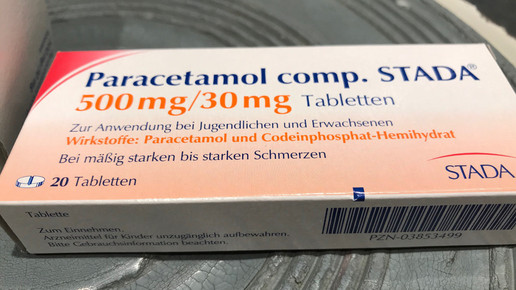 Paracetamol comp. STADA®
500 mg/30 mg Tabletten
Zur Anwendung bei Jugendlichen und Erwachsenen
Wirkstoffe: Paracetamol und Codeinphosphat-Hemihydrat
Bei mäßig starken bis starken Schmerzen
20 Tabletten
STADA
Tablette
Zum Einnehmen.
Arzneimittel für Kinder unzugänglich aufbewahren.
Bitte Gebrauchsinformation beachten.
PZN-03853499